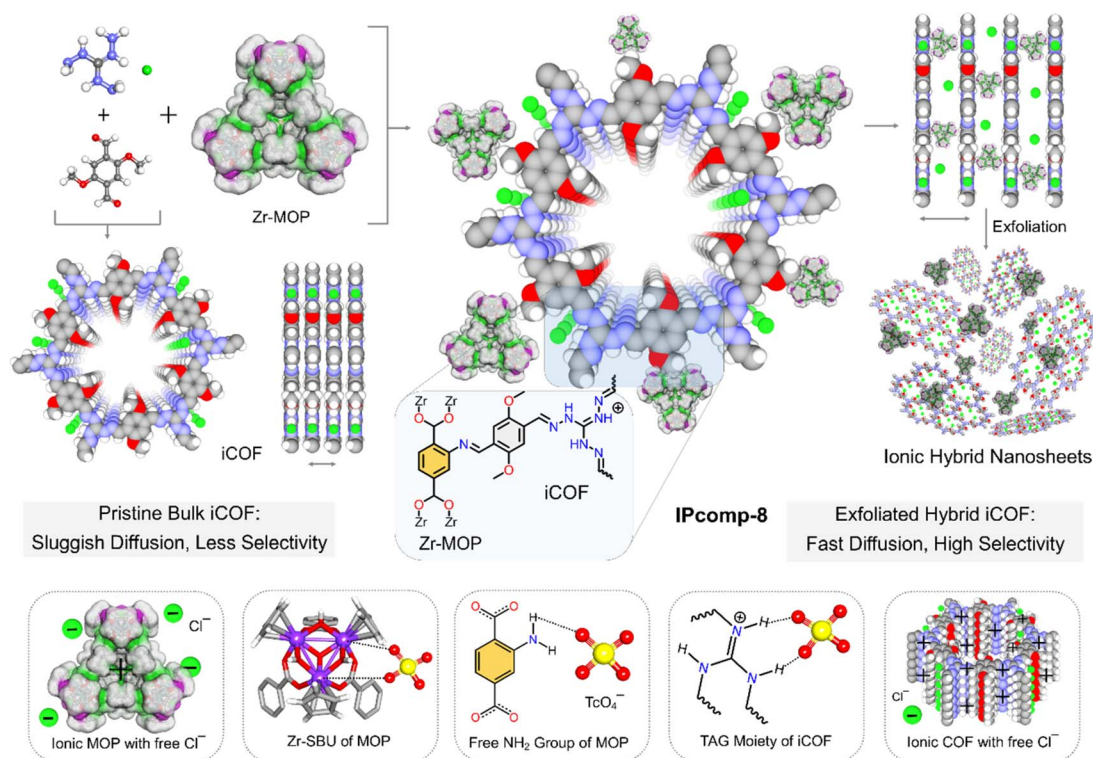 +
+
Zr-MOP
Exfoliation
iCOF
Ionic Hybrid Nanosheets
Zr Zr
O O
N
O
O
N
NH
HN
NH
⊕
HN
N
N
O O
Zr Zr
Zr-MOP
iCOF
IPcomp-8
Pristine Bulk iCOF:
Sluggish Diffusion, Less Selectivity
Exfoliated Hybrid iCOF:
Fast Diffusion, High Selectivity
Cl⁻
Ionic MOP with free Cl⁻
Zr-SBU of MOP
O O
H
N
H
O O
TcO₄⁻
Free NH₂ Group of MOP
⊕
N H
H
N N H
TAG Moiety of iCOF
Cl⁻
Ionic COF with free Cl⁻